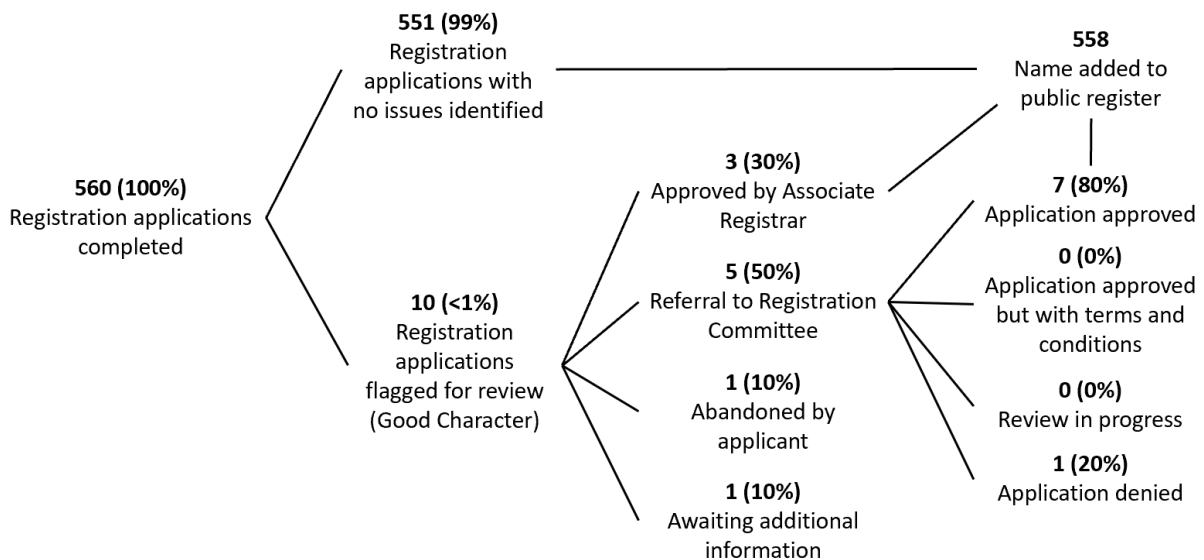 551 (99%)
Registration
applications with
no issues identified
558
Name added to
public register
560 (100%)
Registration applications
completed
3 (30%)
Approved by Associate
Registrar
7 (80%)
Application approved
10 (<1%)
Registration
applications
flagged for review
(Good Character)
5 (50%)
Referral to Registration
Committee
0 (0%)
Application approved
but with terms and
conditions
1 (10%)
Abandoned by
applicant
0 (0%)
Review in progress
1 (10%)
Awaiting additional
information
1 (20%)
Application denied